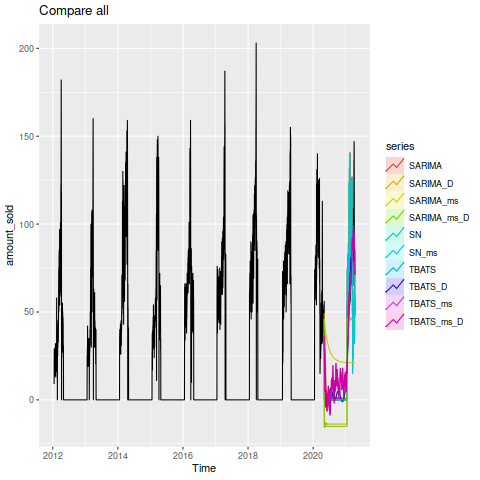 Compare all
200
150
100
50
0
amount_sold
2012
2014
2016
2018
2020
Time
series
SARIMA
SARIMA_D
SARIMA_ms
SARIMA_ms_D
SN
SN_ms
TBATS
TBATS_D
TBATS_ms
TBATS_ms_D